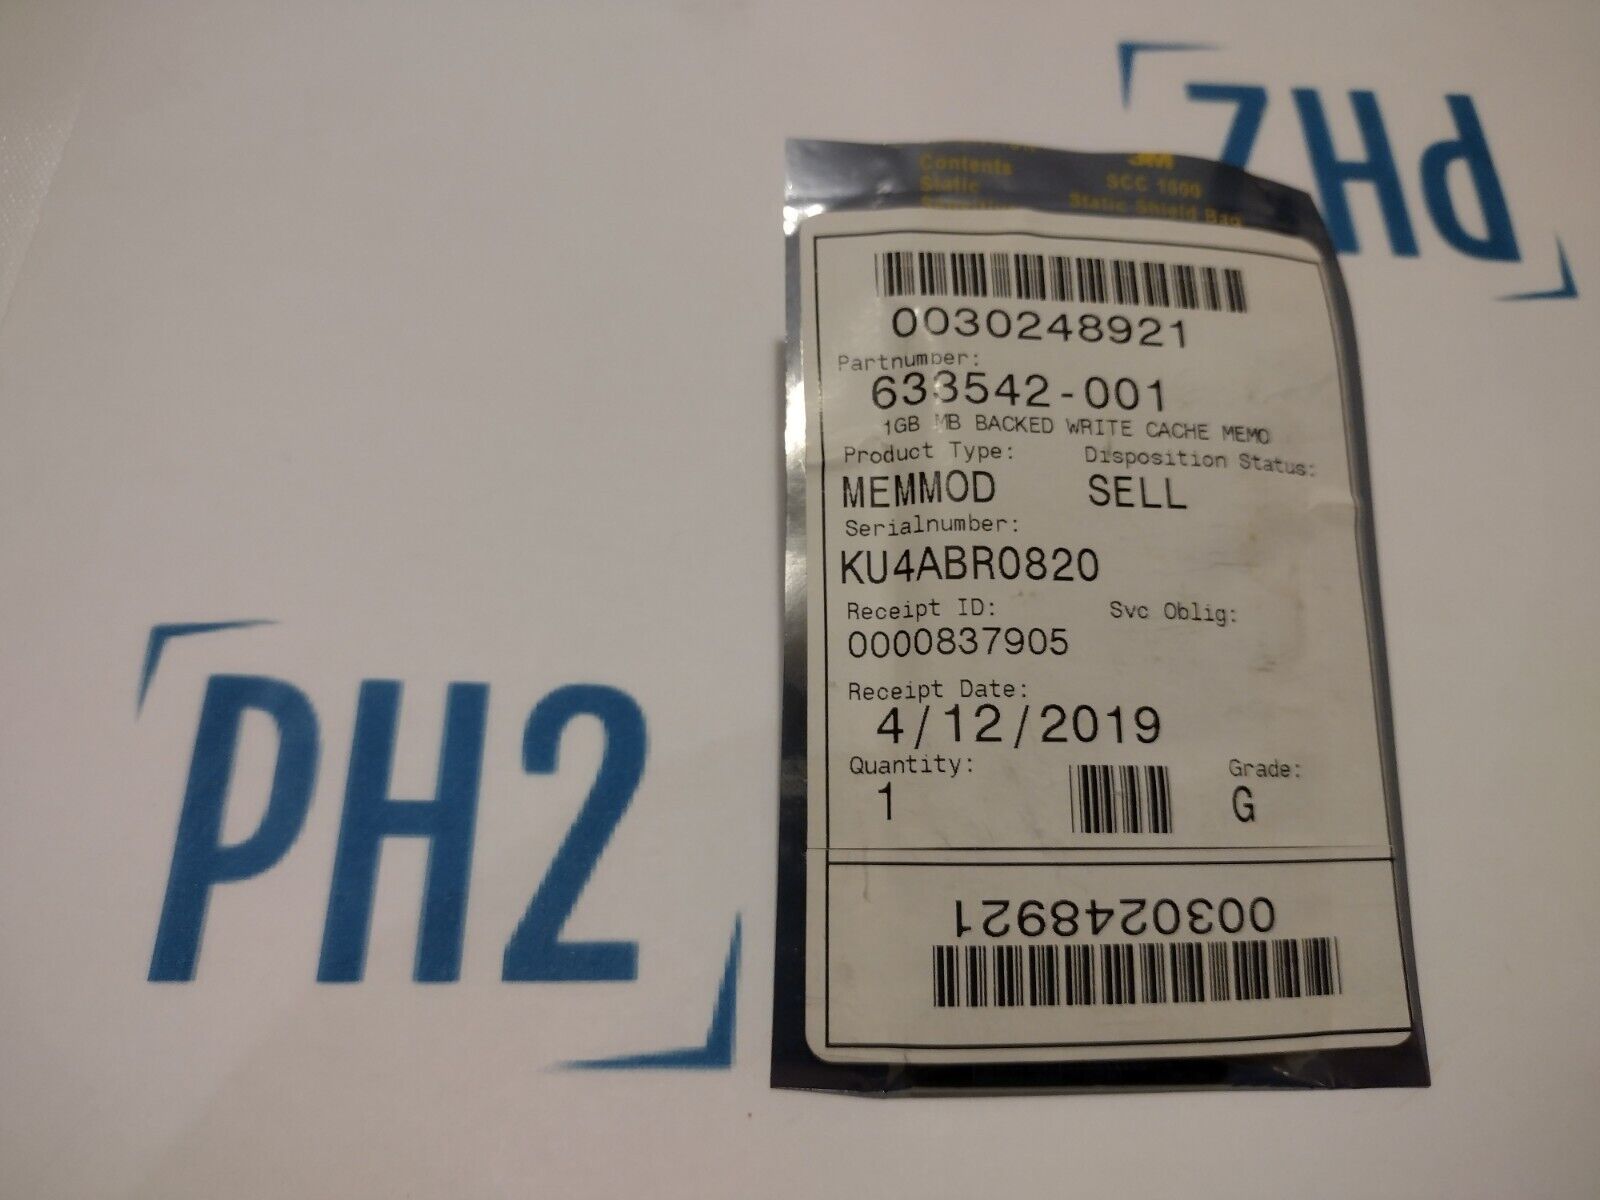 PH2
Contents
Static
3M
SCC 1000
Static Shield Bag
0030248921
Partnumber:
633542-001
1GB MB BACKED WRITE CACHE MEMO
Product Type: Disposition Status:
MEMMOD SELL
Serialnumber:
KU4ABR0820
Receipt ID: Svc Oblig:
0000837905
Receipt Date:
4/12/2019
Quantity: Grade:
1 G
0030248921
PH2